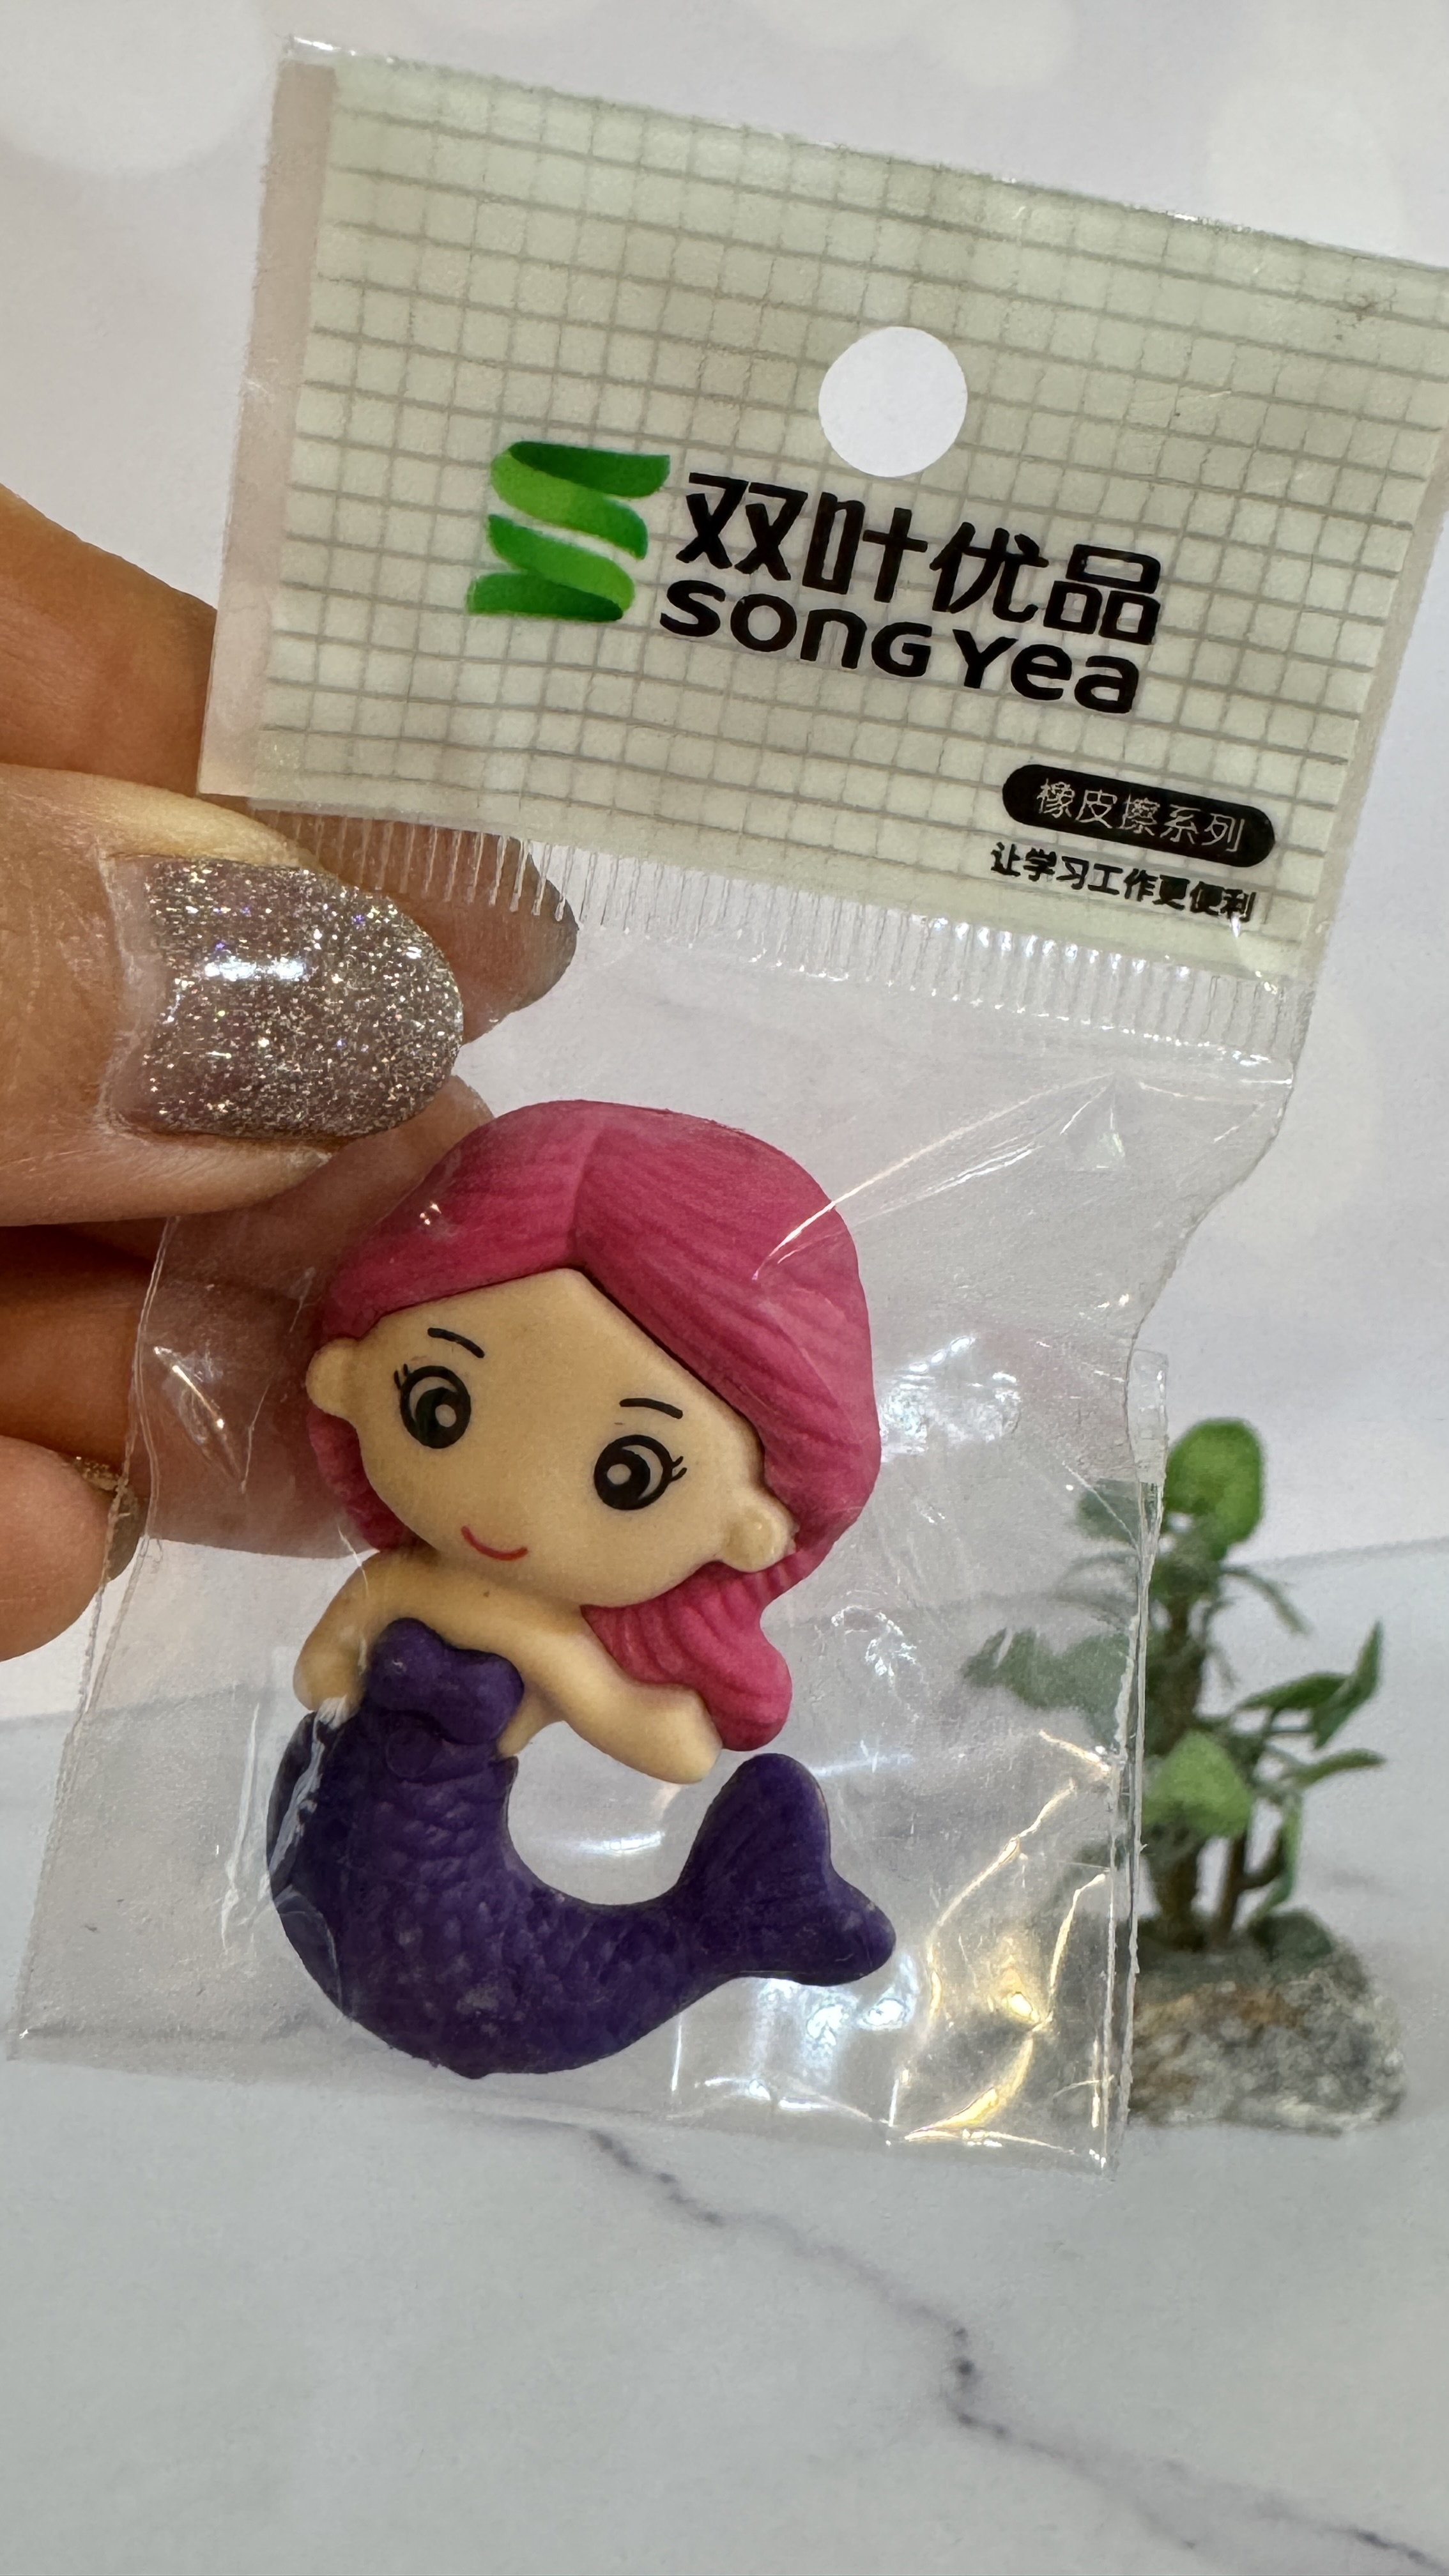 双叶优品
SONG Yea
橡皮擦系列
让学习工作更便利